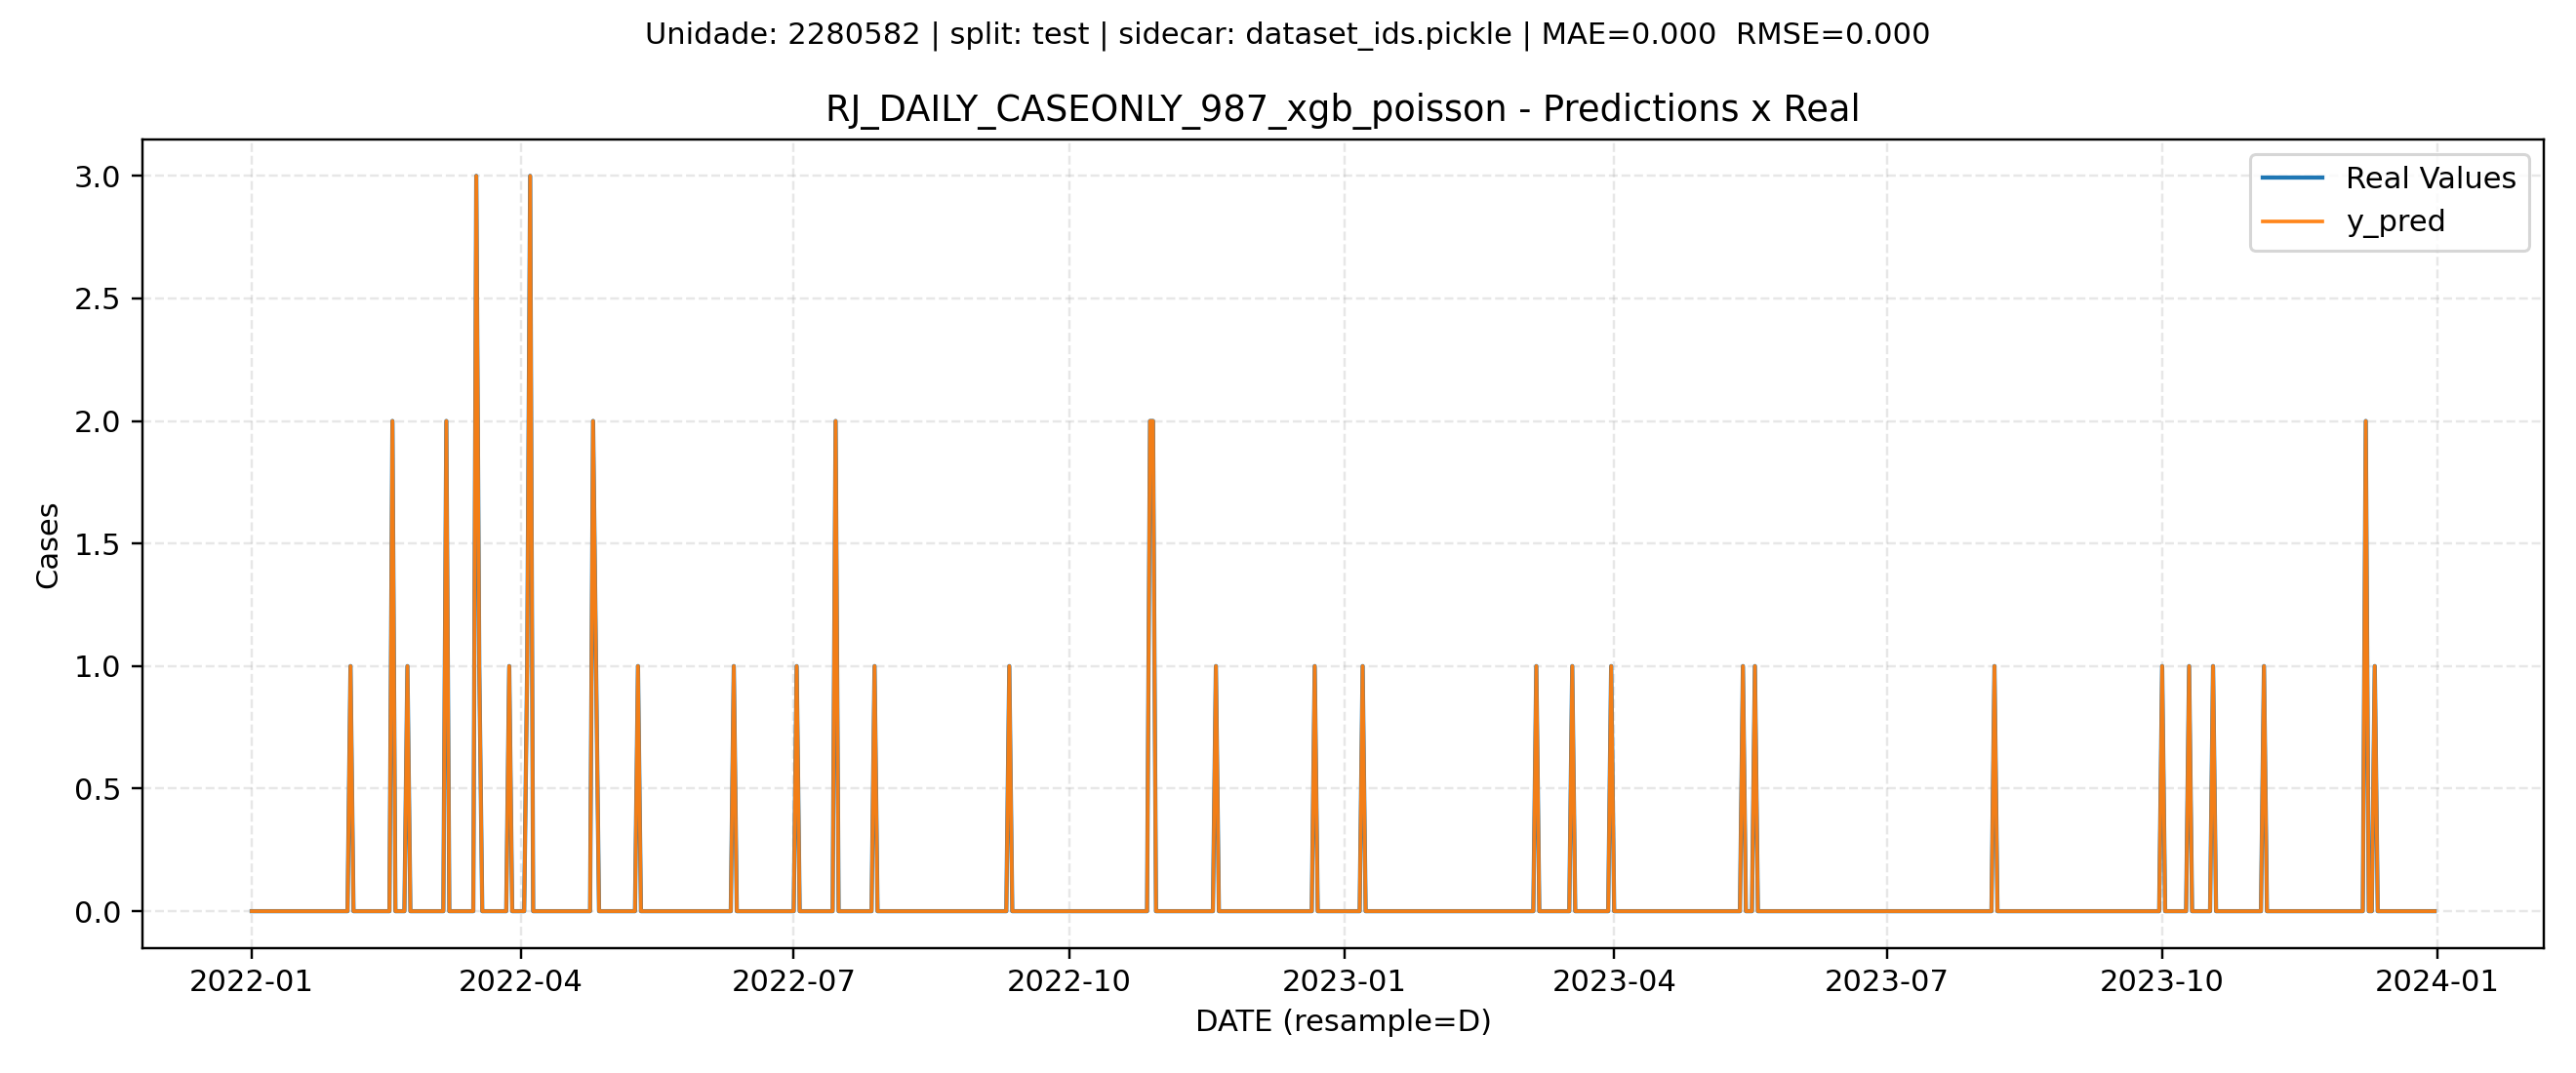 Unidade: 2280582 | split: test | sidecar: dataset_ids.pickle | MAE=0.000  RMSE=0.000
RJ_DAILY_CASEONLY_987_xgb_poisson - Predictions x Real
Real Values
y_pred
Cases
3.0
2.5
2.0
1.5
1.0
0.5
0.0
2022-01 2022-04 2022-07 2022-10 2023-01 2023-04 2023-07 2023-10 2024-01
DATE (resample=D)